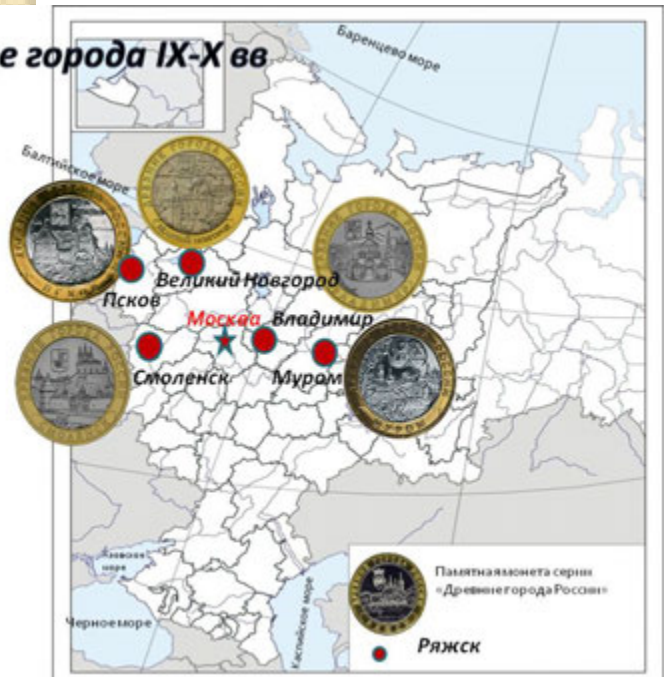 е города IX-X вв
Баренцево море
Балтийское море
Великий Новгород
Псков
Москва
Владимир
Смоленск
Муром
море
Черное море
Каспийское море
Памятная монета серии
«Древние города России»
Ряжск